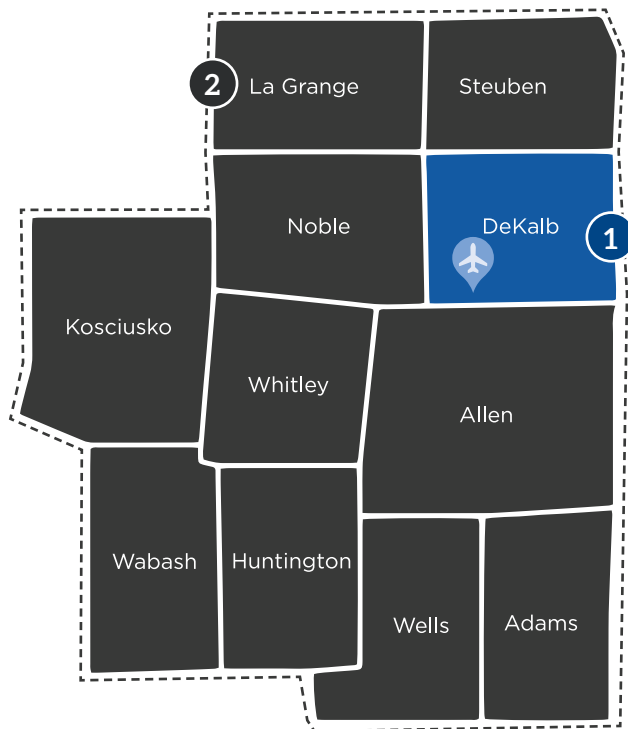 2
La Grange
Steuben
Noble
DeKalb
1
Kosciusko
Whitley
Allen
Wabash
Huntington
Wells
Adams